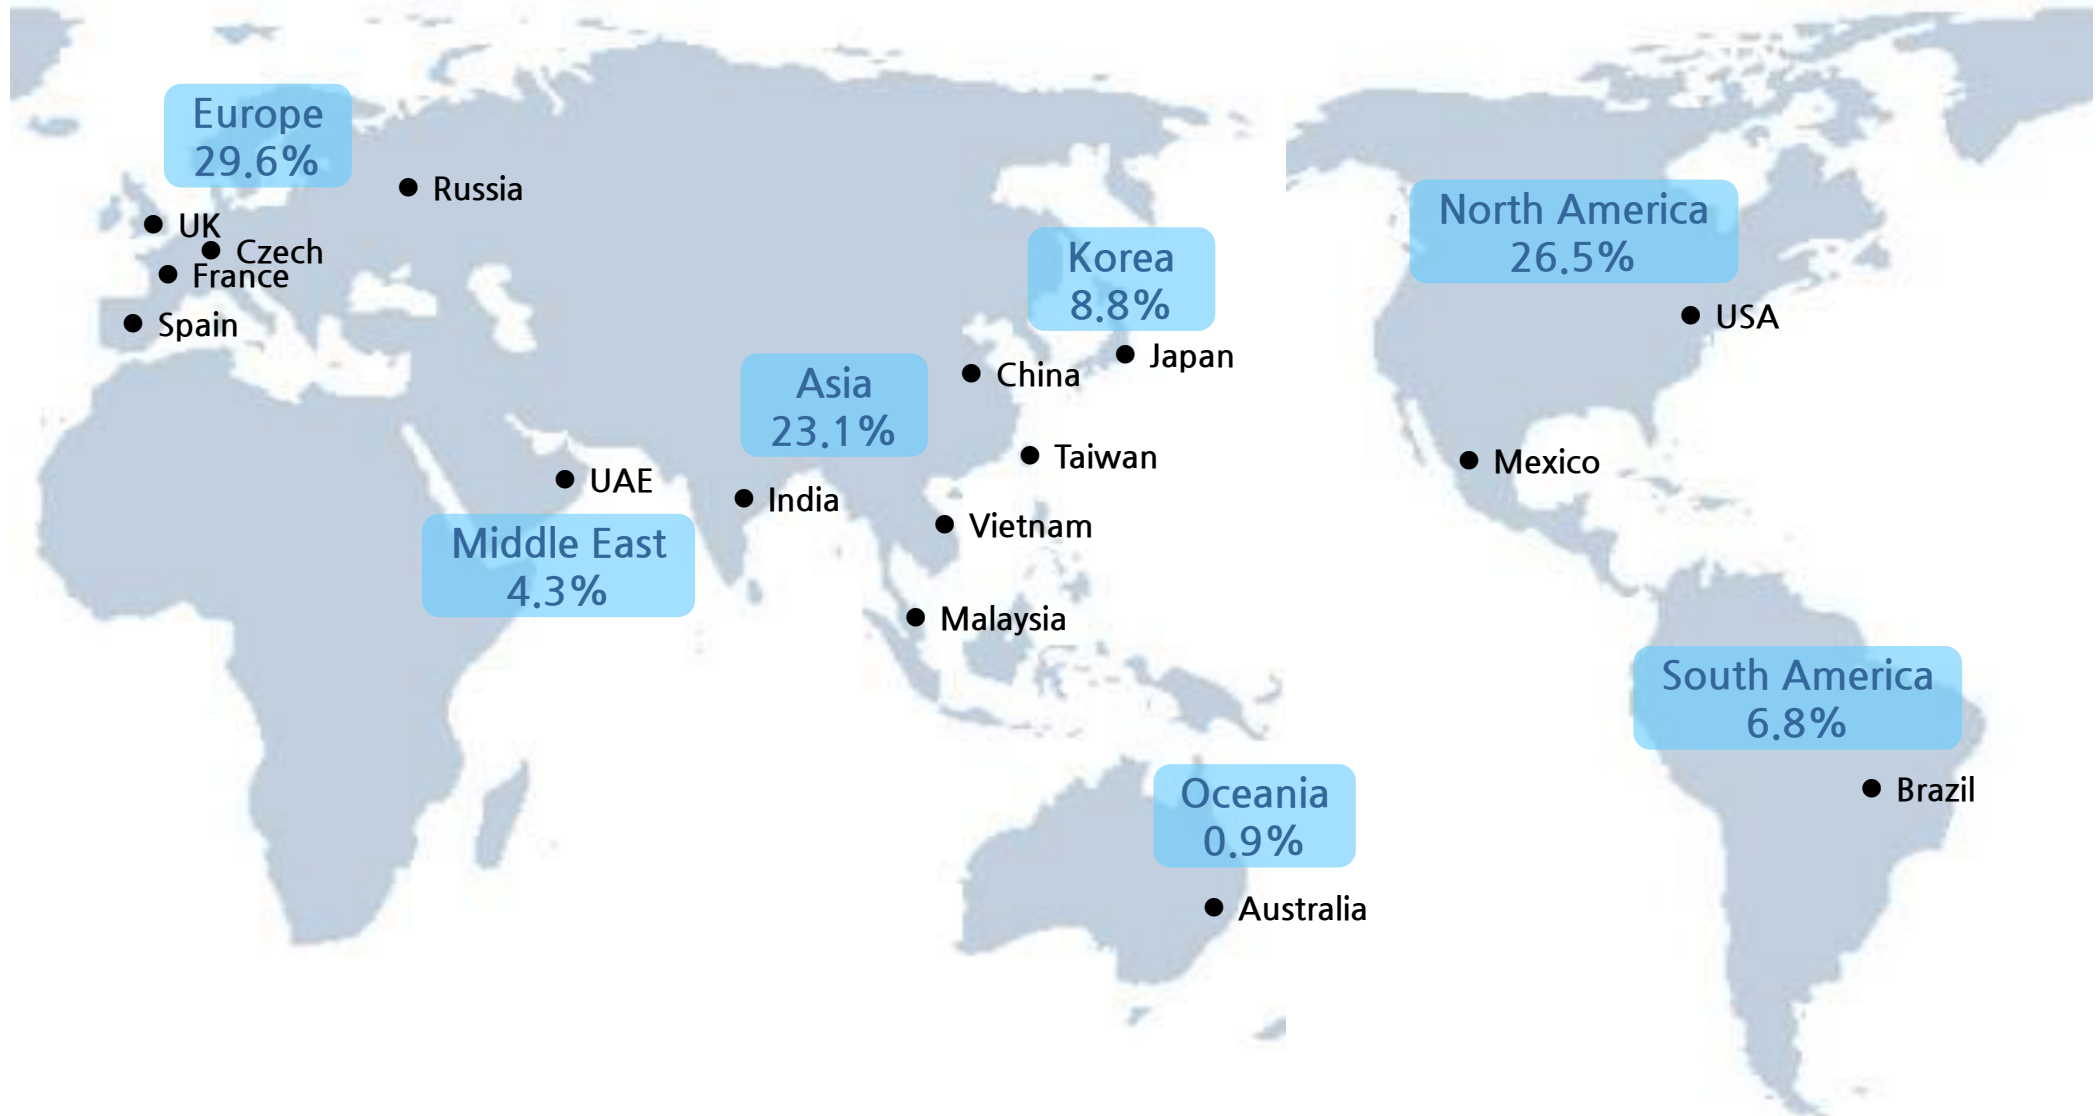 Europe
29.6%
Russia
UK
Czech
France
Spain
Korea
8.8%
Japan
China
Asia
23.1%
Taiwan
UAE
India
Vietnam
Middle East
4.3%
Malaysia
North America
26.5%
USA
Mexico
South America
6.8%
Brazil
Oceania
0.9%
Australia